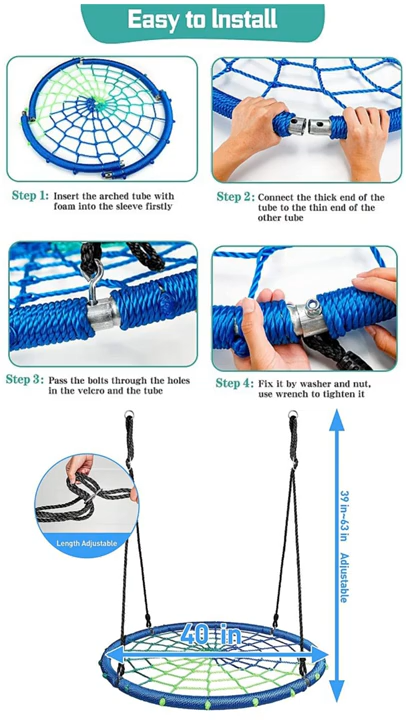 Easy to Install
Step 1: Insert the arched tube with
foam into the sleeve firstly
Step 2: Connect the thick end of the
tube to the thin end of the
other tube
Step 3: Pass the bolts through the holes
in the velcro and the tube
Step 4: Fix it by washer and nut,
use wrench to tighten it
Length Adjustable
39 in~63 in Adjustable
40 in